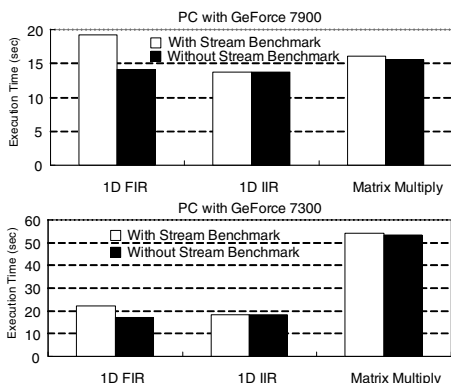 PC with GeForce 7900
Execution Time (sec)
20
15
10
5
0
With Stream Benchmark
Without Stream Benchmark
1D FIR
1D IIR
Matrix Multiply
PC with GeForce 7300
Execution Time (sec)
60
50
40
30
20
10
0
With Stream Benchmark
Without Stream Benchmark
1D FIR
1D IIR
Matrix Multiply